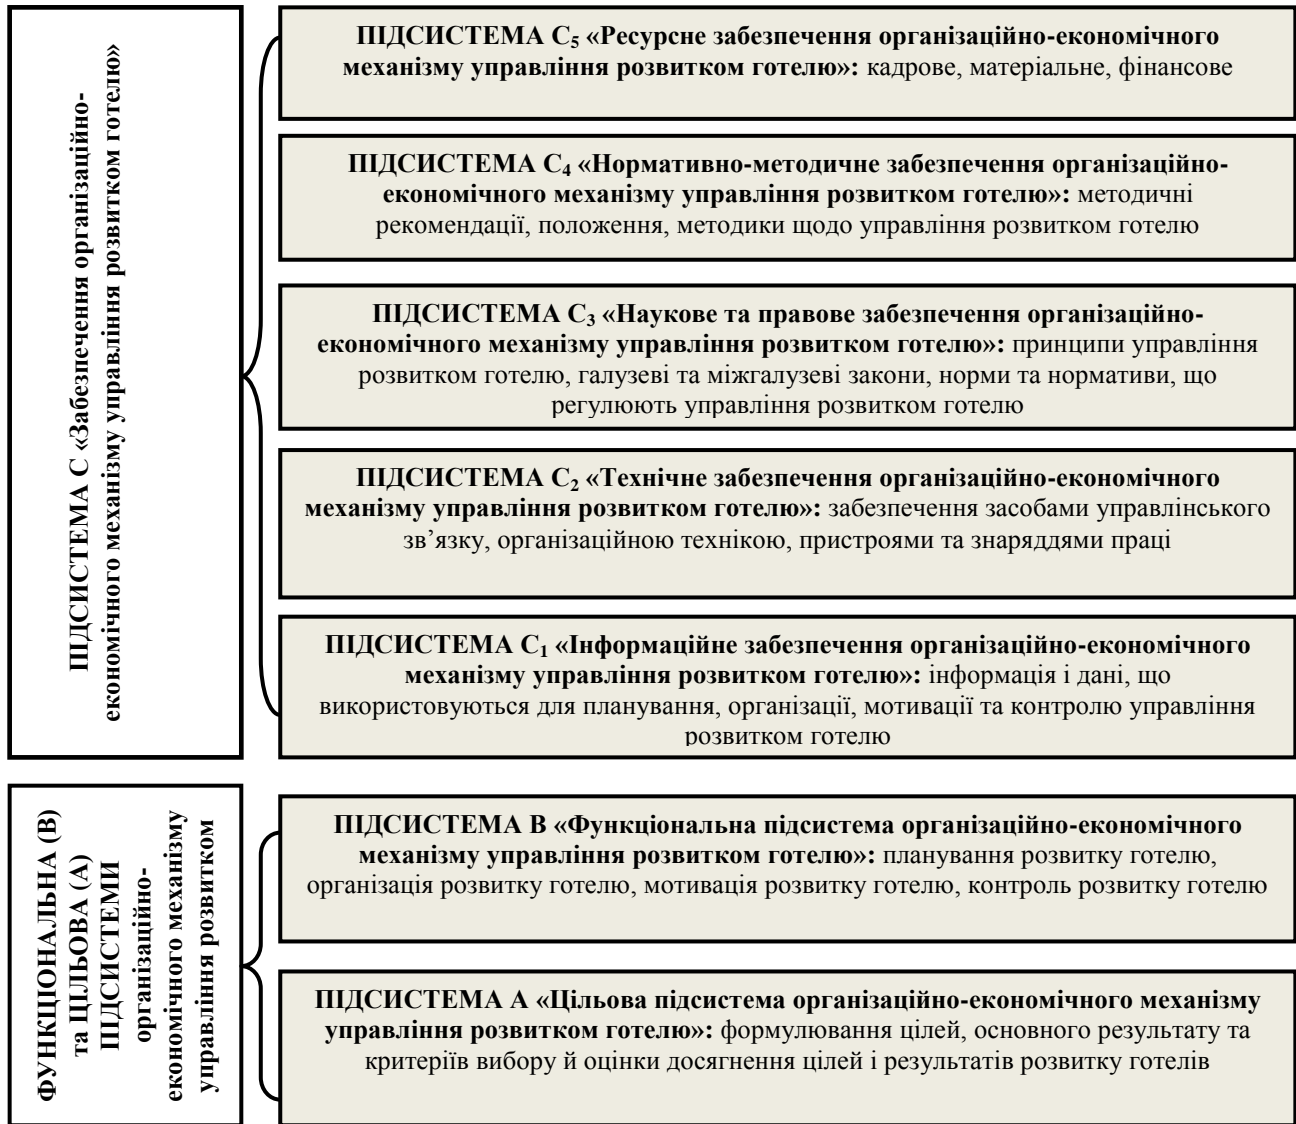 ПІДСИСТЕМА С «Забезпечення організаційно-
економічного механізму управління розвитком готелю»
ПІДСИСТЕМА С5 «Ресурсне забезпечення організаційно-економічного
механізму управління розвитком готелю»: кадрове, матеріальне, фінансове
ПІДСИСТЕМА С4 «Нормативно-методичне забезпечення організаційно-
економічного механізму управління розвитком готелю»: методичні
рекомендації, положення, методики щодо управління розвитком готелю
ПІДСИСТЕМА С3 «Наукове та правове забезпечення організаційно-
економічного механізму управління розвитком готелю»: принципи управління
розвитком готелю, галузеві та міжгалузеві закони, норми та нормативи, що
регулюють управління розвитком готелю
ПІДСИСТЕМА С2 «Технічне забезпечення організаційно-економічного
механізму управління розвитком готелю»: забезпечення засобами управлінського
зв’язку, організаційною технікою, пристроями та знаряддями праці
ПІДСИСТЕМА С1 «Інформаційне забезпечення організаційно-економічного
механізму управління розвитком готелю»: інформація і дані, що
використовуються для планування, організації, мотивації та контролю управління
розвитком готелю
ФУНКЦІОНАЛЬНА (В)
та ЦІЛЬОВА (А)
ПІДСИСТЕМИ
організаційно-
економічного механізму
управління розвитком
ПІДСИСТЕМА В «Функціональна підсистема організаційно-економічного
механізму управління розвитком готелю»: планування розвитку готелю,
організація розвитку готелю, мотивація розвитку готелю, контроль розвитку готелю
ПІДСИСТЕМА А «Цільова підсистема організаційно-економічного механізму
управління розвитком готелю»: формулювання цілей, основного результату та
критеріїв вибору й оцінки досягнення цілей і результатів розвитку готелів